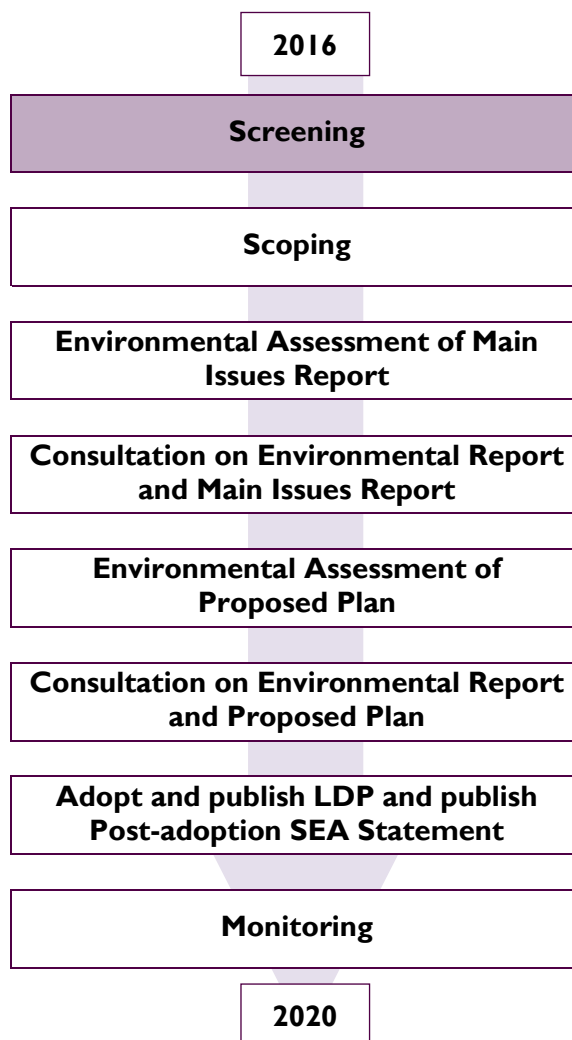 2016
Screening
Scoping
Environmental Assessment of Main
Issues Report
Consultation on Environmental Report
and Main Issues Report
Environmental Assessment of
Proposed Plan
Consultation on Environmental Report
and Proposed Plan
Adopt and publish LDP and publish
Post-adoption SEA Statement
Monitoring
2020